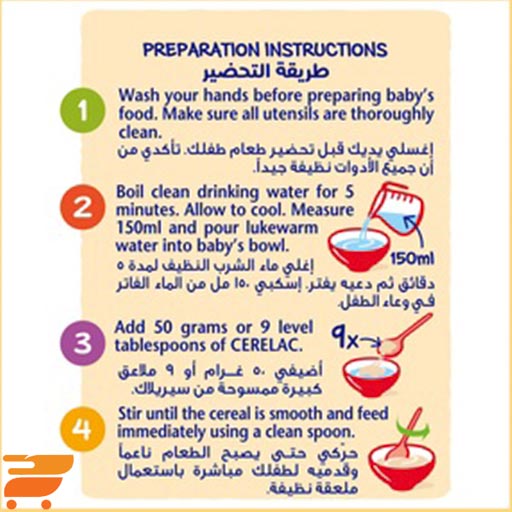 PREPARATION INSTRUCTIONS
طريقة التحضير
1
Wash your hands before preparing baby's
food. Make sure all utensils are thoroughly
clean.
إغسلي يديك قبل تحضير طعام طفلك. تأكدي من
أن جميع الأدوات نظيفة جيداً.
2
Boil clean drinking water for 5
minutes. Allow to cool. Measure
150ml and pour lukewarm
water into baby's bowl.
150ml
إغلي ماء الشرب النظيف لمدة ٥
دقائق ثم دعيه يفتر. إسكبي ١٥٠ مل من الماء الفاتر
في وعاء الطفل.
3
Add 50 grams or 9 level
tablespoons of CERELAC.
9x
أضيفي ٥٠ غرام أو ٩ ملاعق
كبيرة ممسوحة من سيريلاك.
4
Stir until the cereal is smooth and feed
immediately using a clean spoon.
حرّكي حتى يصبح الطعام ناعماً
وقدميه لطفلك مباشرة باستعمال
ملعقة نظيفة.